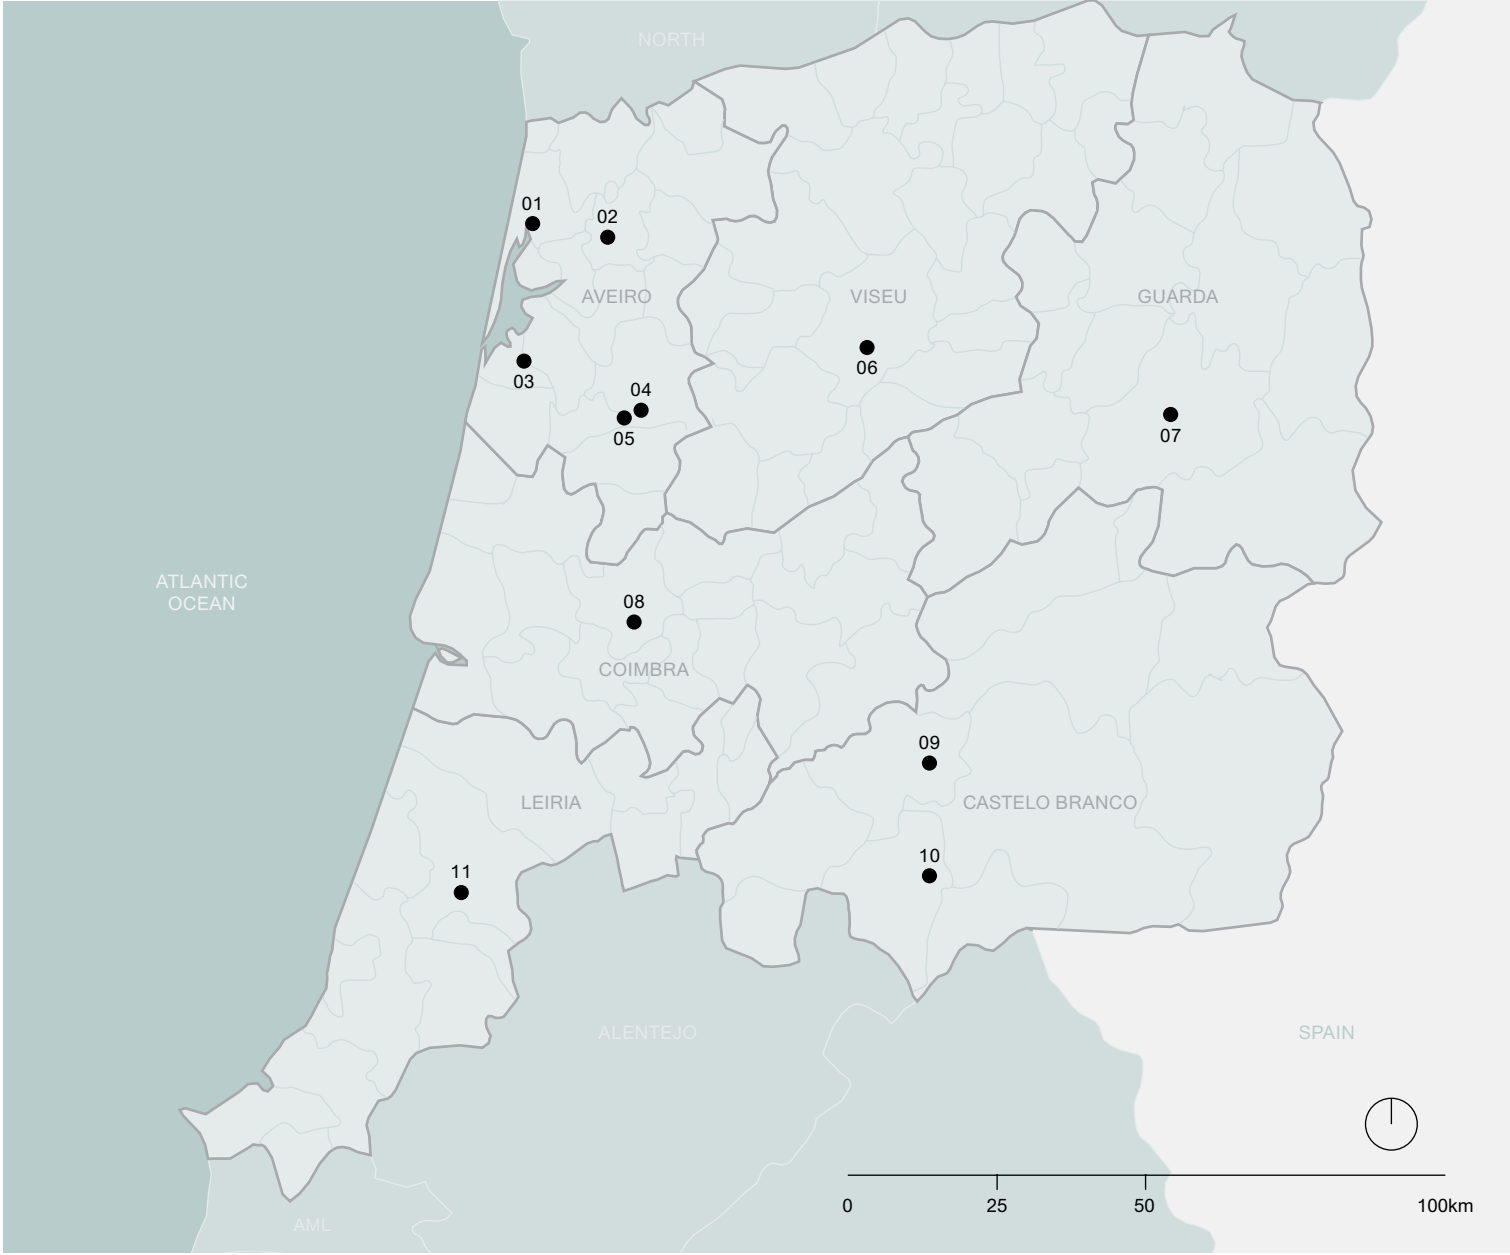 NORTH
01
02
AVEIRO
VISEU
GUARDA
03
06
04
05
07
ATLANTIC
OCEAN
08
COIMBRA
09
LEIRIA
CASTELO BRANCO
10
11
ALENTEJO
SPAIN
0
25
50
100km
AML